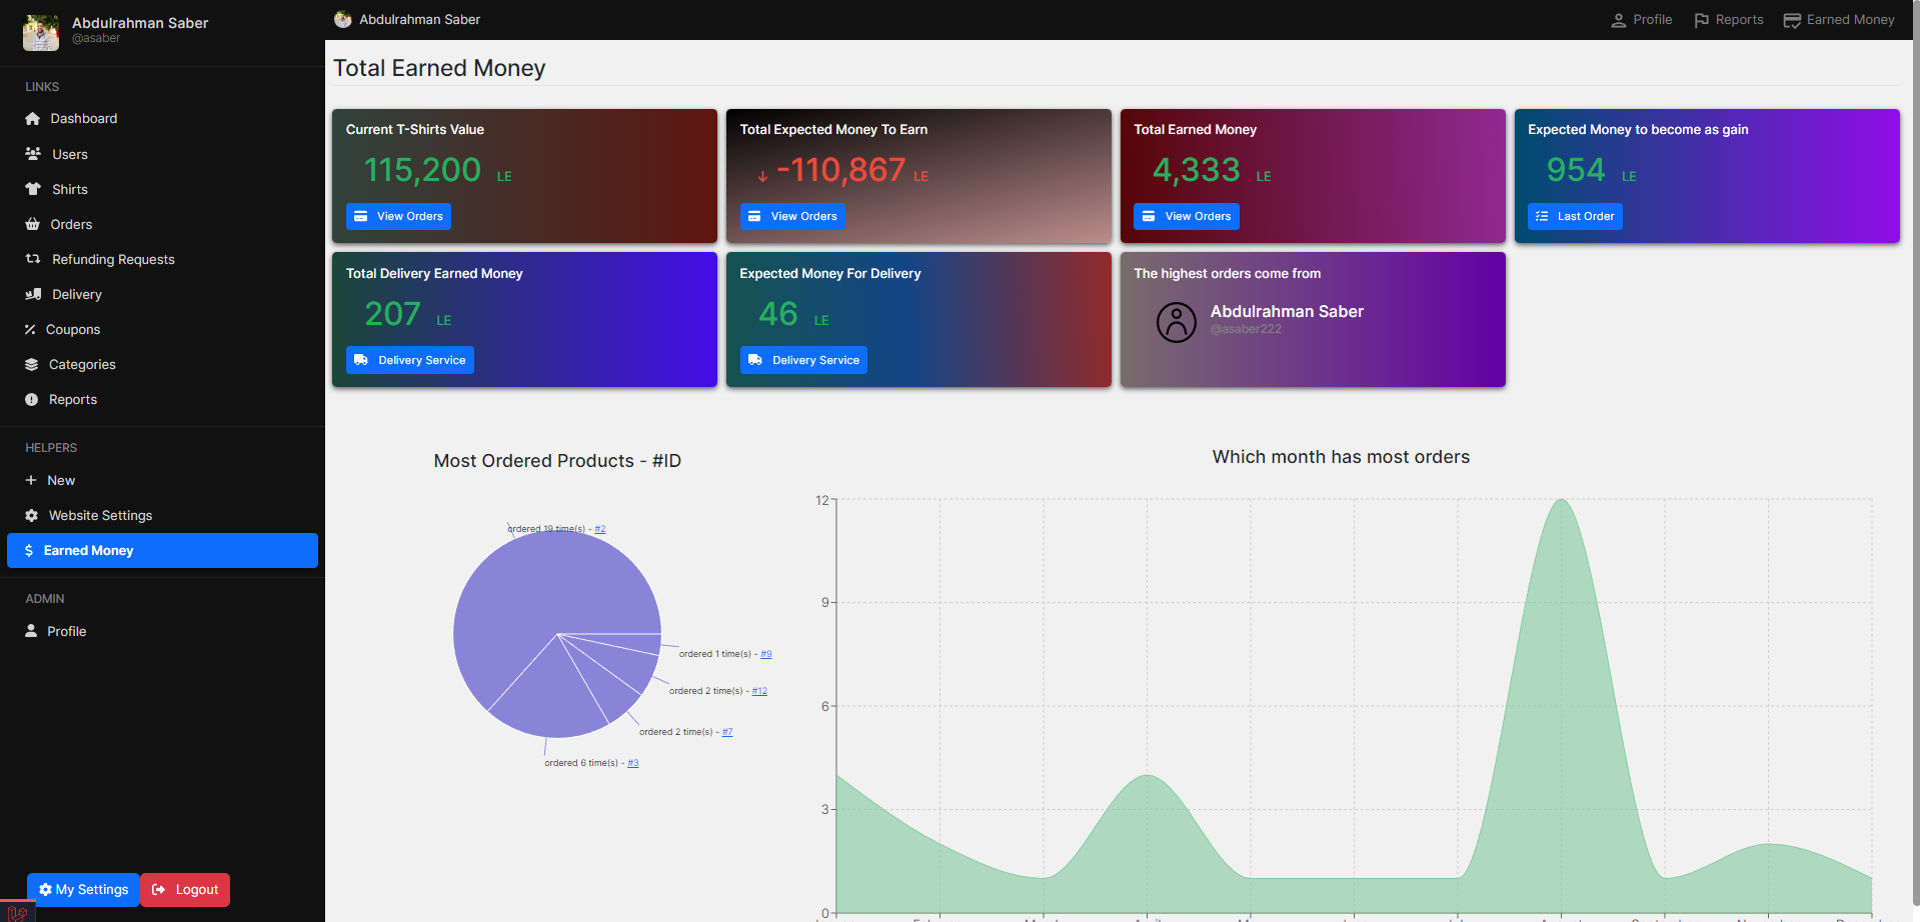 Abdulrahman Saber
@asaber
LINKS
Dashboard
Users
Shirts
Orders
Refunding Requests
Delivery
Coupons
Categories
Reports
HELPERS
New
Website Settings
Earned Money
ADMIN
Profile
My Settings
Logout
Abdulrahman Saber
Profile
Reports
Earned Money
Total Earned Money
Current T-Shirts Value
115,200 LE
View Orders
Total Expected Money To Earn
↓ -110,867 LE
View Orders
Total Earned Money
4,333 LE
View Orders
Expected Money to become as gain
954 LE
Last Order
Total Delivery Earned Money
207 LE
Delivery Service
Expected Money For Delivery
46 LE
Delivery Service
The highest orders come from
Abdulrahman Saber
@asaber222
Most Ordered Products - #ID
ordered 19 time(s) - #2
ordered 1 time(s) - #9
ordered 2 time(s) - #12
ordered 2 time(s) - #7
ordered 6 time(s) - #3
Which month has most orders
12
9
6
3
0